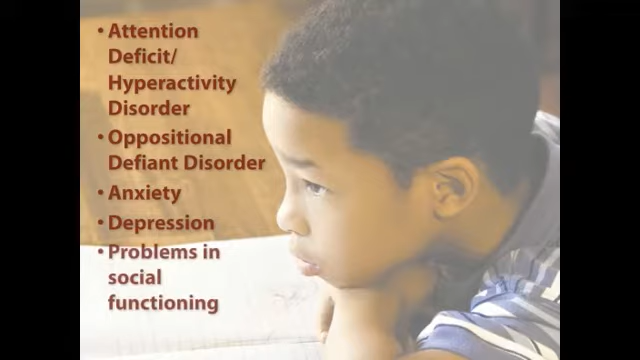 • Attention
Deficit/
Hyperactivity
Disorder
• Oppositional
Defiant Disorder
• Anxiety
• Depression
• Problems in
social
functioning